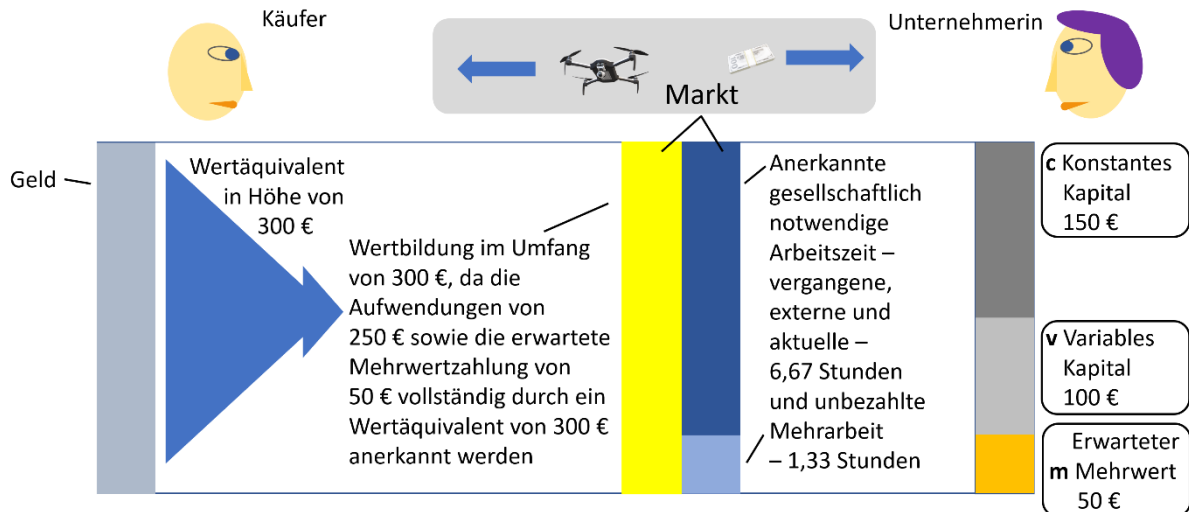 Käufer
Unternehmerin
Markt
Geld
Wertäquivalent
in Höhe von
300 €
Wertbildung im Umfang
von 300 €, da die
Aufwendungen von
250 € sowie die erwartete
Mehrwertzahlung von
50 € vollständig durch ein
Wertäquivalent von 300 €
anerkannt werden
Anerkannte
gesellschaftlich
notwendige
Arbeitszeit –
vergangene,
externe und
aktuelle –
6,67 Stunden
und unbezahlte
Mehrarbeit
– 1,33 Stunden
c Konstantes
Kapital
150 €
v Variables
Kapital
100 €
Erwarteter
m Mehrwert
50 €